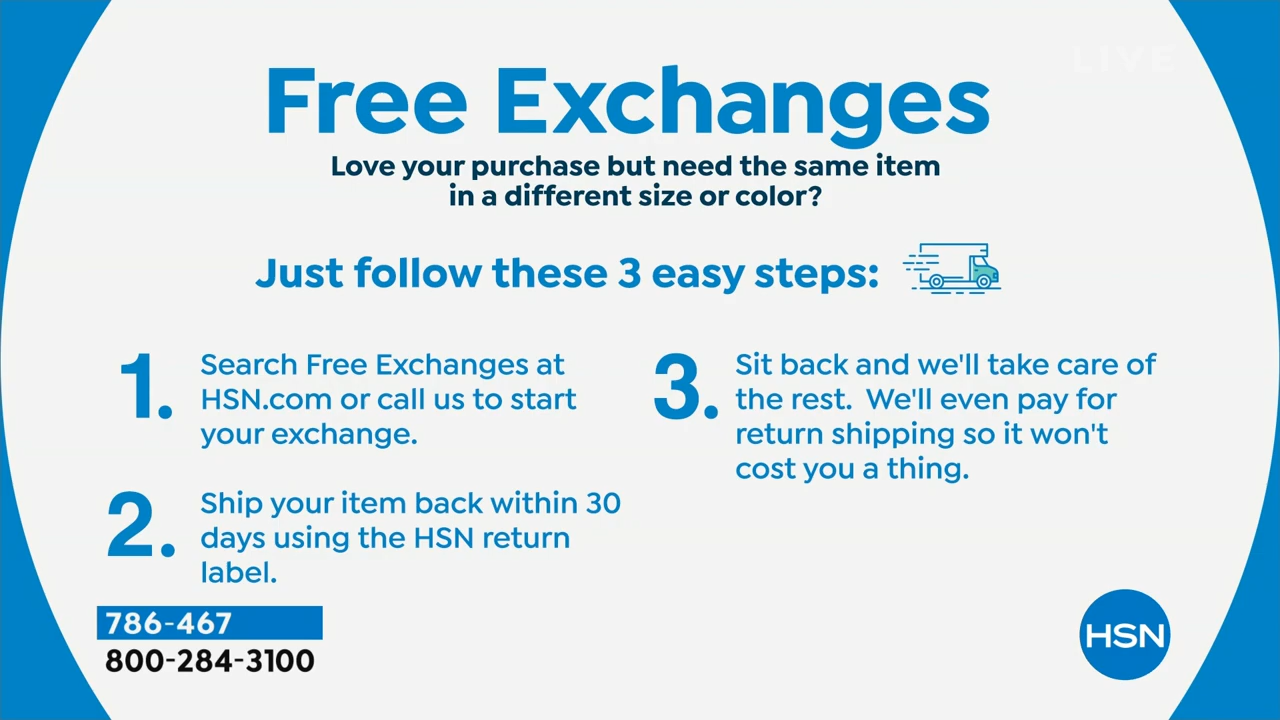 LIVE
Free Exchanges
Love your purchase but need the same item
in a different size or color?
Just follow these 3 easy steps:
1. Search Free Exchanges at
HSN.com or call us to start
your exchange.
2. Ship your item back within 30
days using the HSN return
label.
3. Sit back and we'll take care of
the rest. We'll even pay for
return shipping so it won't
cost you a thing.
786-467
800-284-3100
HSN